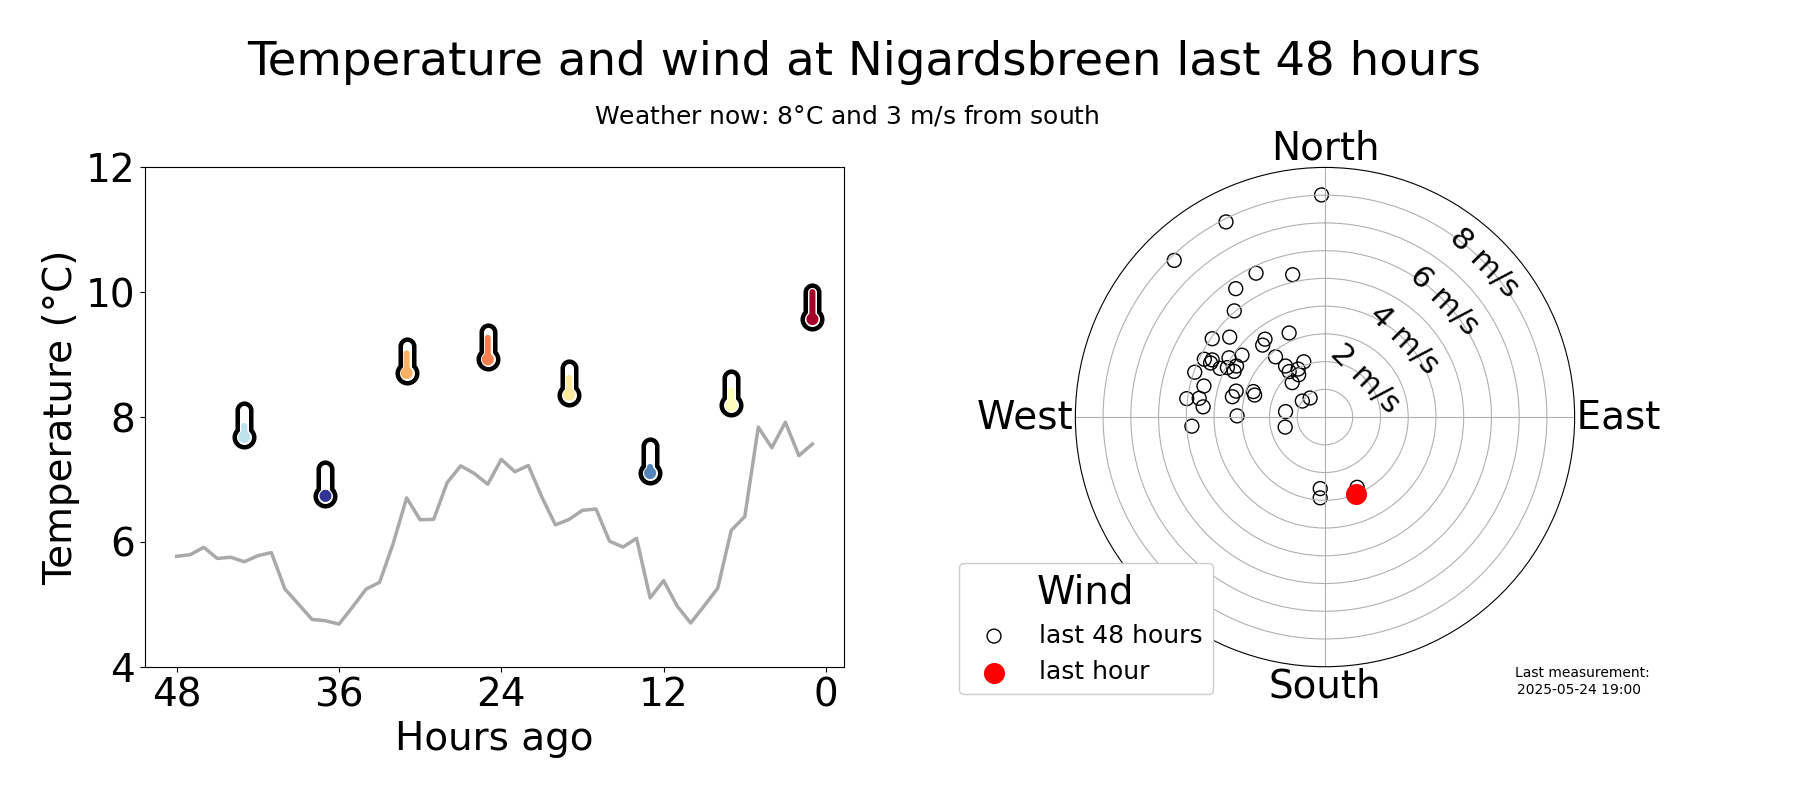 Temperature and wind at Nigardsbreen last 48 hours
Weather now: 8°C and 3 m/s from south
Temperature (°C)
12
10
8
6
4
48 36 24 12 0
Hours ago
North
West
East
South
8 m/s
6 m/s
4 m/s
2 m/s
Wind
last 48 hours
last hour
Last measurement:
2025-05-24 19:00